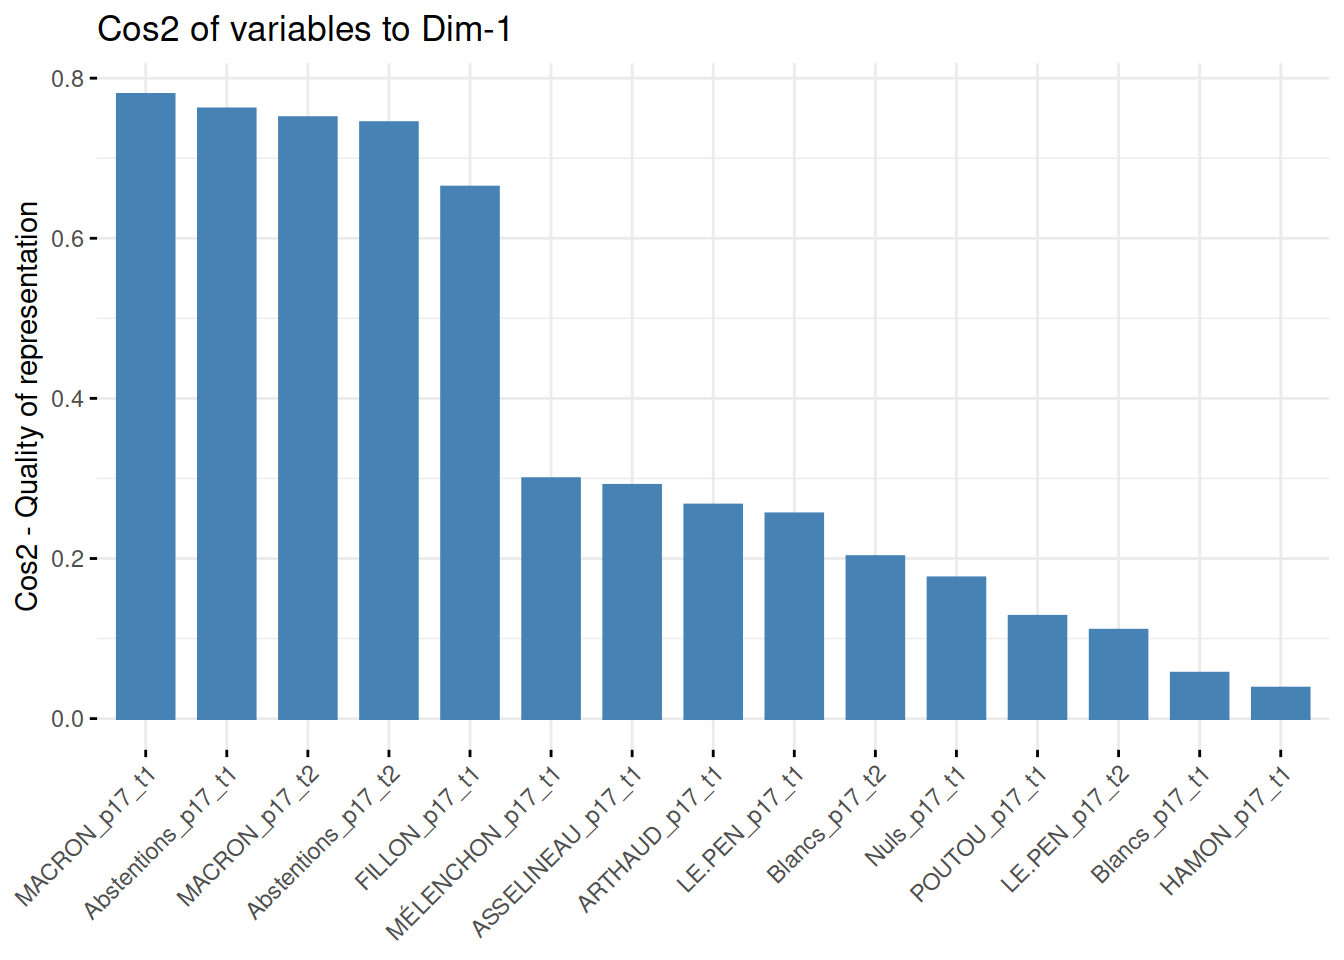 Cos2 of variables to Dim-1
Cos2 - Quality of representation
0.8
0.6
0.4
0.2
0.0
MACRON_p17_t1
Abstentions_p17_t1
MACRON_p17_t2
Abstentions_p17_t2
FILLON_p17_t1
MÉLENCHON_p17_t1
ASSELINEAU_p17_t1
ARTHAUD_p17_t1
LE.PEN_p17_t1
Blancs_p17_t2
Nuls_p17_t1
POUTOU_p17_t1
LE.PEN_p17_t2
Blancs_p17_t1
HAMON_p17_t1